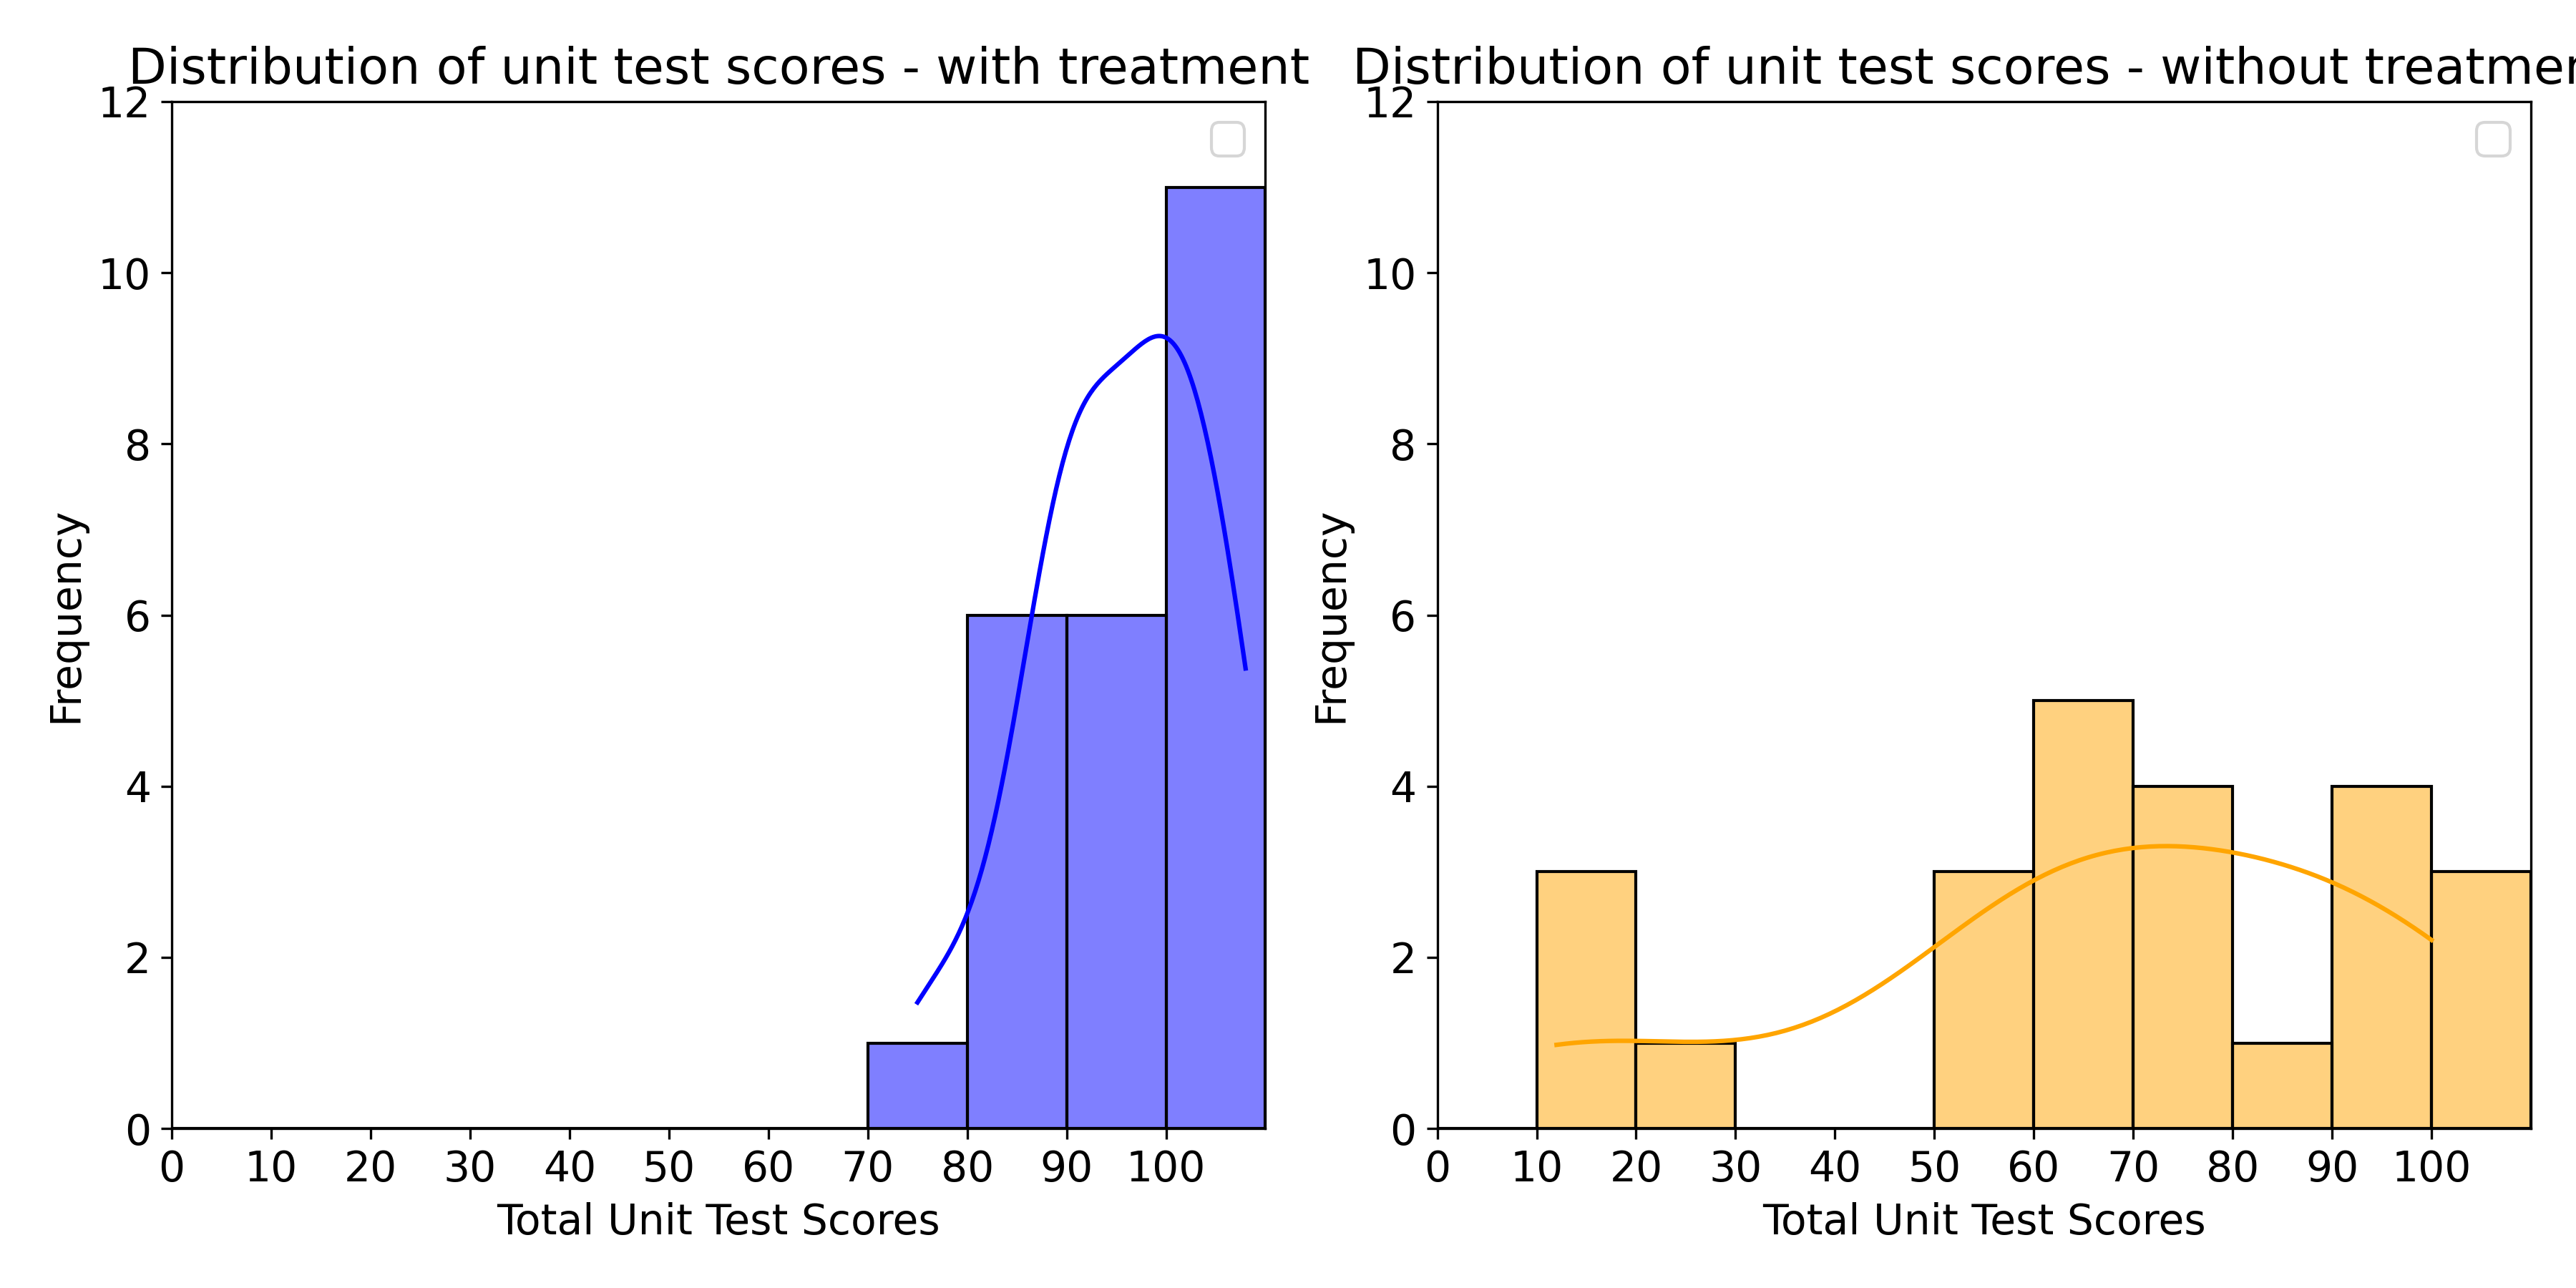 Distribution of unit test scores - with treatment
12
10
8
6
4
2
0
Frequency
0 10 20 30 40 50 60 70 80 90 100
Total Unit Test Scores
Distribution of unit test scores - without
12
10
8
6
4
2
0
Frequency
0 10 20 30 40 50 60 70 80 90 100
Total Unit Test Scores